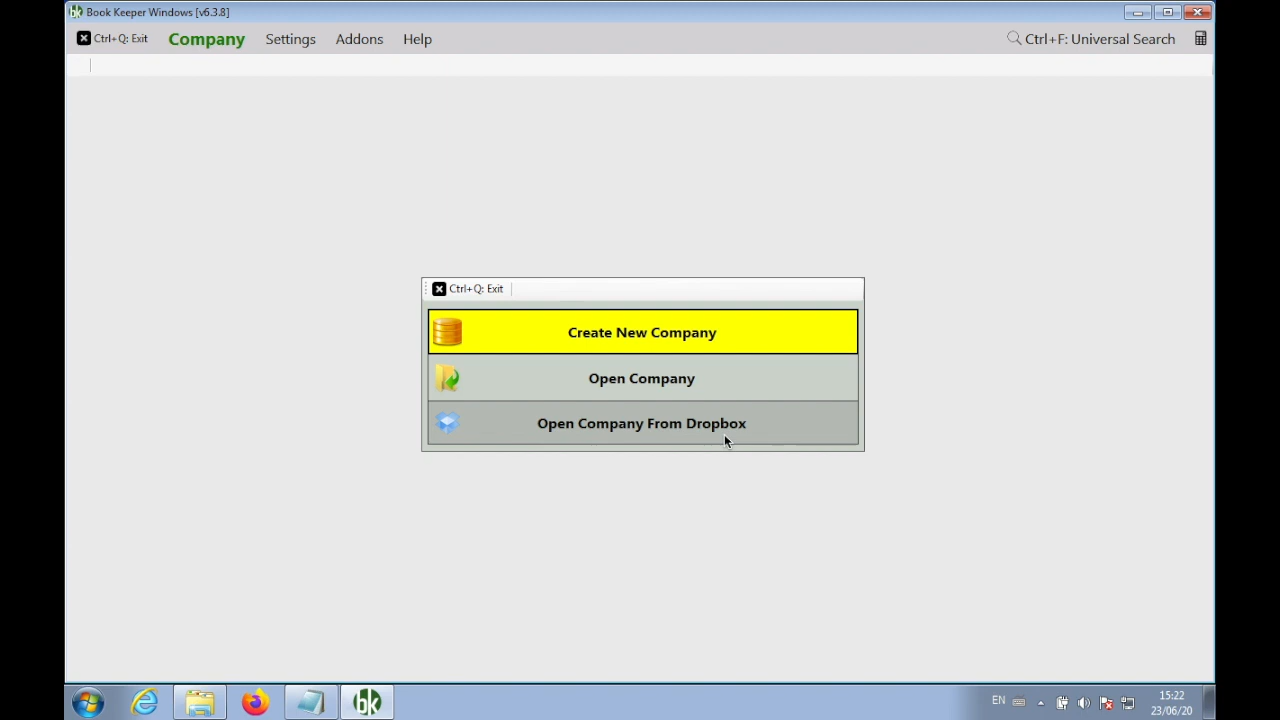 Book Keeper Windows [v6.3.8]
Ctrl+Q: Exit Company Settings Addons Help Ctrl+F: Universal Search
Ctrl+Q: Exit
Create New Company
Open Company
Open Company From Dropbox
bk
EN
15:22
23/06/20